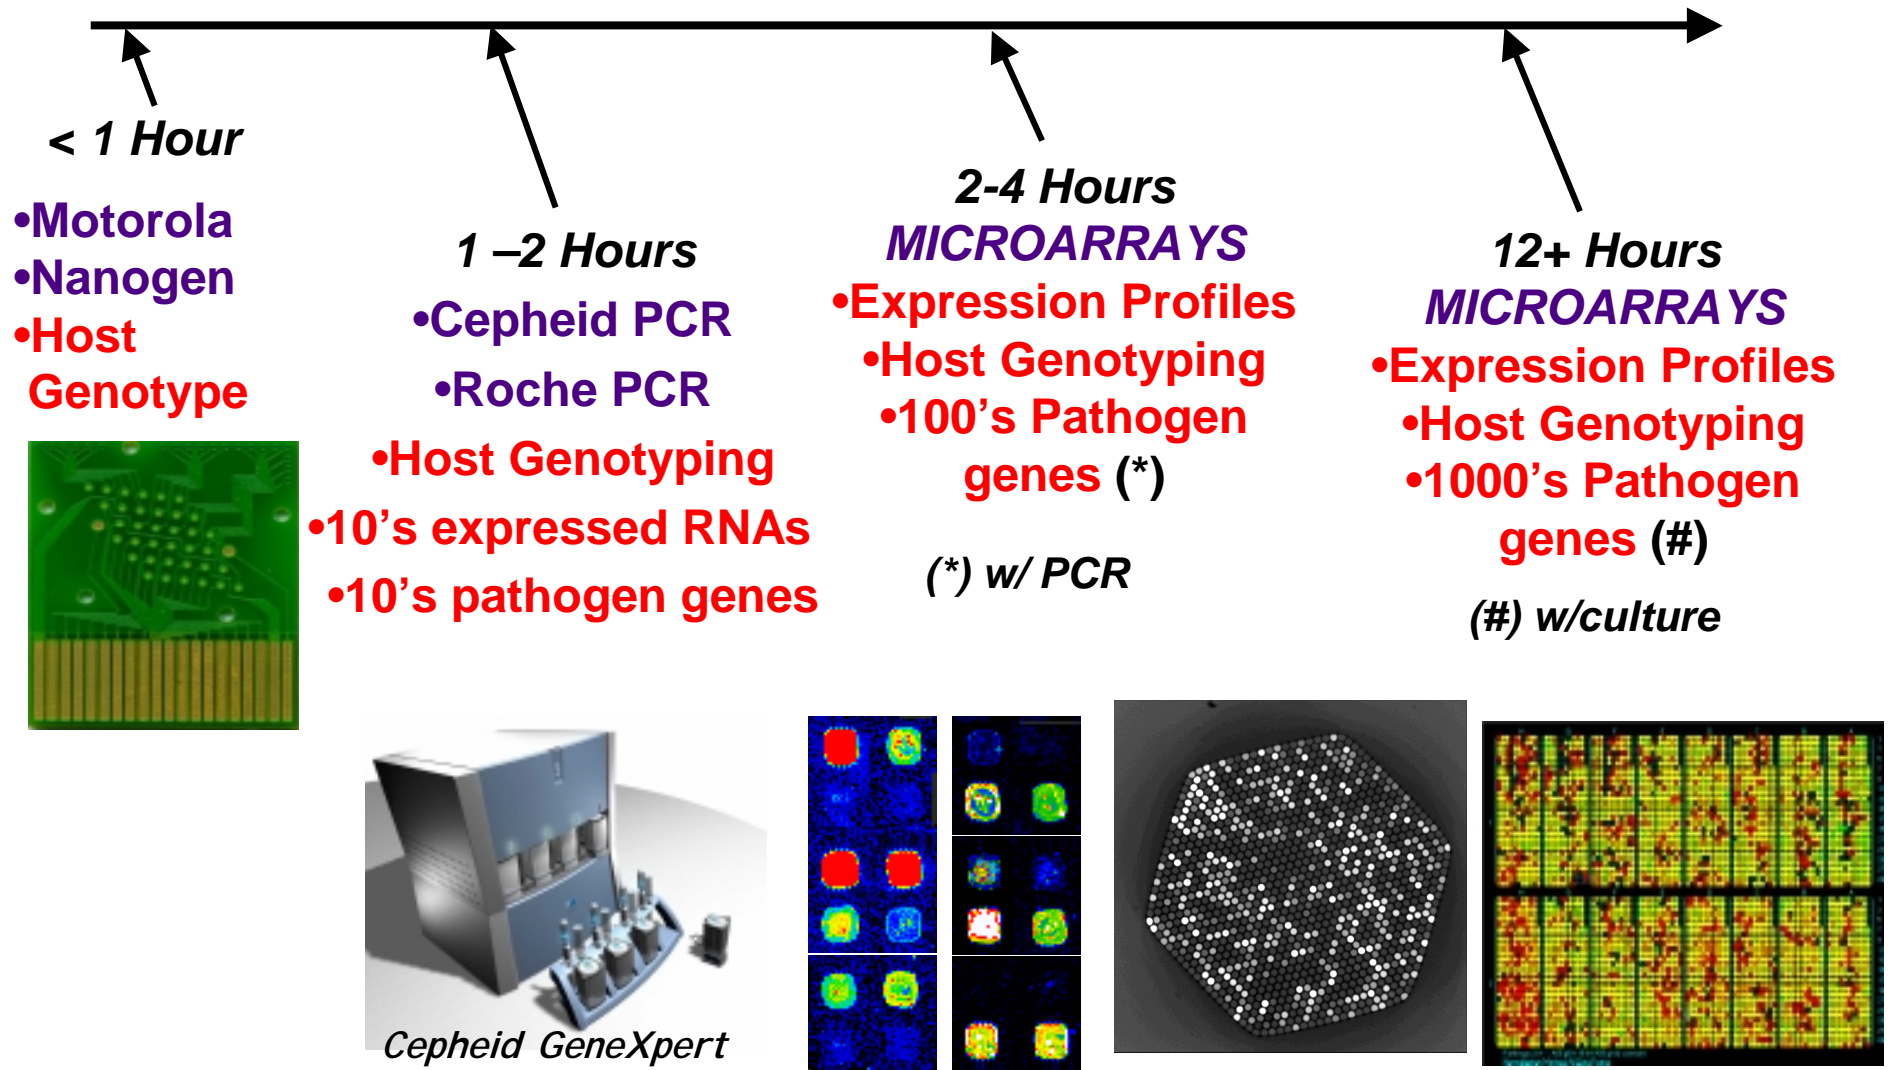 < 1 Hour
•Motorola
•Nanogen
•Host
Genotype
1 –2 Hours
•Cepheid PCR
•Roche PCR
•Host Genotyping
•10’s expressed RNAs
•10’s pathogen genes
2-4 Hours
MICROARRAYS
•Expression Profiles
•Host Genotyping
•100’s Pathogen
genes (*)
(*) w/ PCR
12+ Hours
MICROARRAYS
•Expression Profiles
•Host Genotyping
•1000’s Pathogen
genes (#)
(#) w/culture
Cepheid GeneXpert